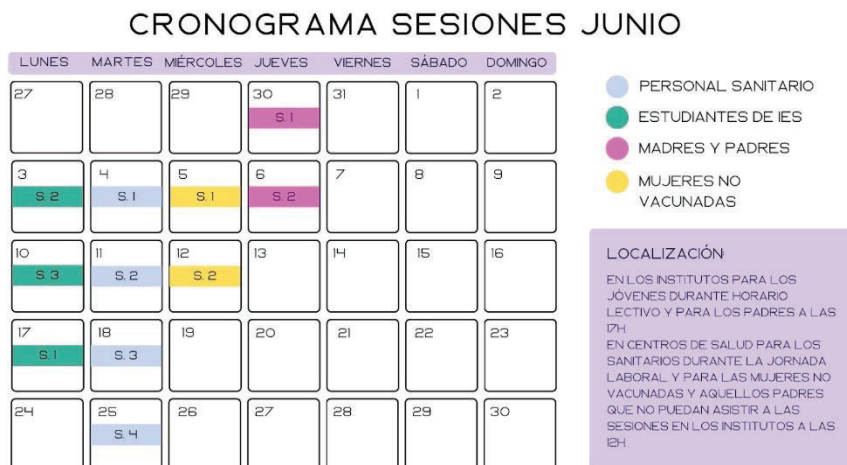 CRONOGRAMA SESIONES JUNIO
LUNES MARTES MIÉRCOLES JUEVES VIERNES SÁBADO DOMINGO
27 28 29 30 31 1 2
S. 1
3 4 5 6 7 8 9
S. 2 S. 1 S. 1 S. 2
10 11 12 13 14 15 16
S. 3 S. 2 S. 2
17 18 19 20 21 22 23
S. 1 S. 3
24 25 26 27 28 29 30
S. 4
PERSONAL SANITARIO
ESTUDIANTES DE IES
MADRES Y PADRES
MUJERES NO
VACUNADAS
LOCALIZACIÓN:
EN LOS INSTITUTOS PARA LOS
JÓVENES DURANTE HORARIO
LECTIVO Y PARA LOS PADRES A LAS
17H.
EN CENTROS DE SALUD PARA LOS
SANITARIOS DURANTE LA JORNADA
LABORAL Y PARA LAS MUJERES NO
VACUNADAS Y AQUELLOS PADRES
QUE NO PUEDAN ASISTIR A LAS
SESIONES EN LOS INSTITUTOS A LAS
12H.